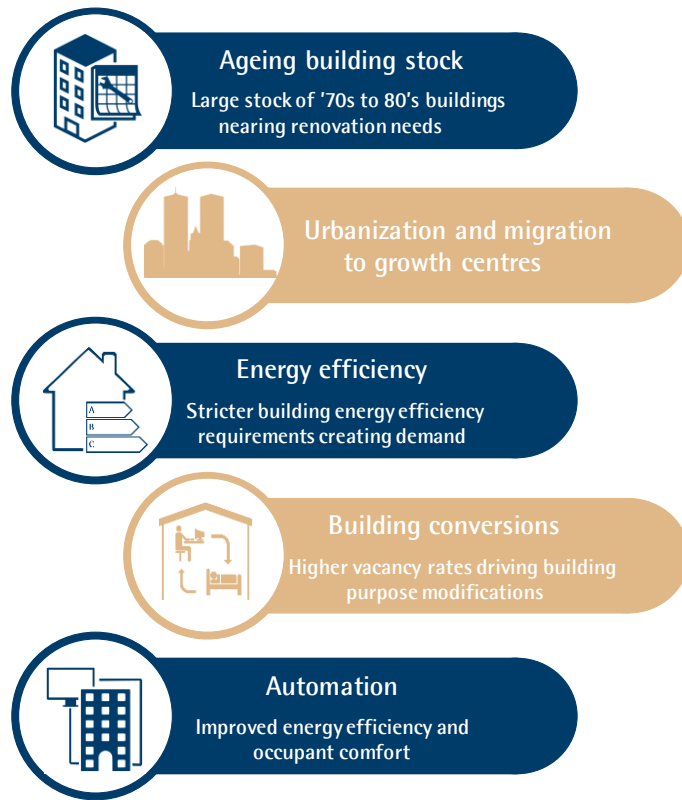 Ageing building stock
Large stock of '70s to 80's buildings
nearing renovation needs
Urbanization and migration
to growth centres
Energy efficiency
A
B
C
Stricter building energy efficiency
requirements creating demand
Building conversions
Higher vacancy rates driving building
purpose modifications
Automation
Improved energy efficiency and
occupant comfort